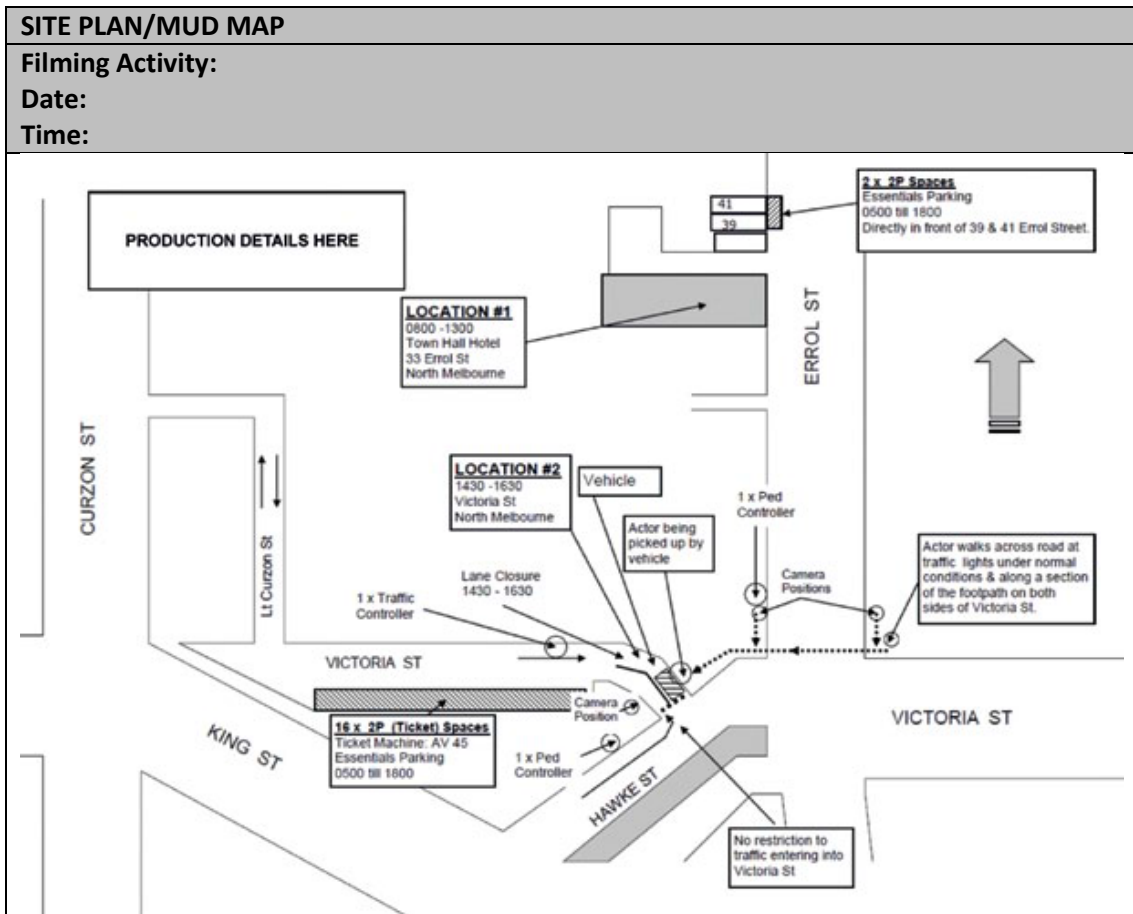 SITE PLAN/MUD MAP
Filming Activity:
Date:
Time:
PRODUCTION DETAILS HERE
41
39
2 x 2P Spaces
Essentials Parking
0500 till 1800
Directly in front of 39 & 41 Errol Street.
LOCATION #1
0800 -1300
Town Hall Hotel
33 Errol St
North Melbourne
ERROL ST
CURZON ST
Lt Curzon St
LOCATION #2
1430 -1630
Victoria St
North Melbourne
Vehicle
Actor being
picked up by
vehicle
1 x Ped
Controller
Camera
Positions
Actor walks across road at
traffic lights under normal
conditions & along a section
of the footpath on both
sides of Victoria St.
Lane Closure
1430 - 1630
1 x Traffic
Controller
VICTORIA ST
Camera
Position
16 x 2P (Ticket) Spaces
Ticket Machine: AV 45
Essentials Parking
0500 till 1800
KING ST
1 x Ped
Controller
HAWKE ST
VICTORIA ST
No restriction to
traffic entering into
Victoria St